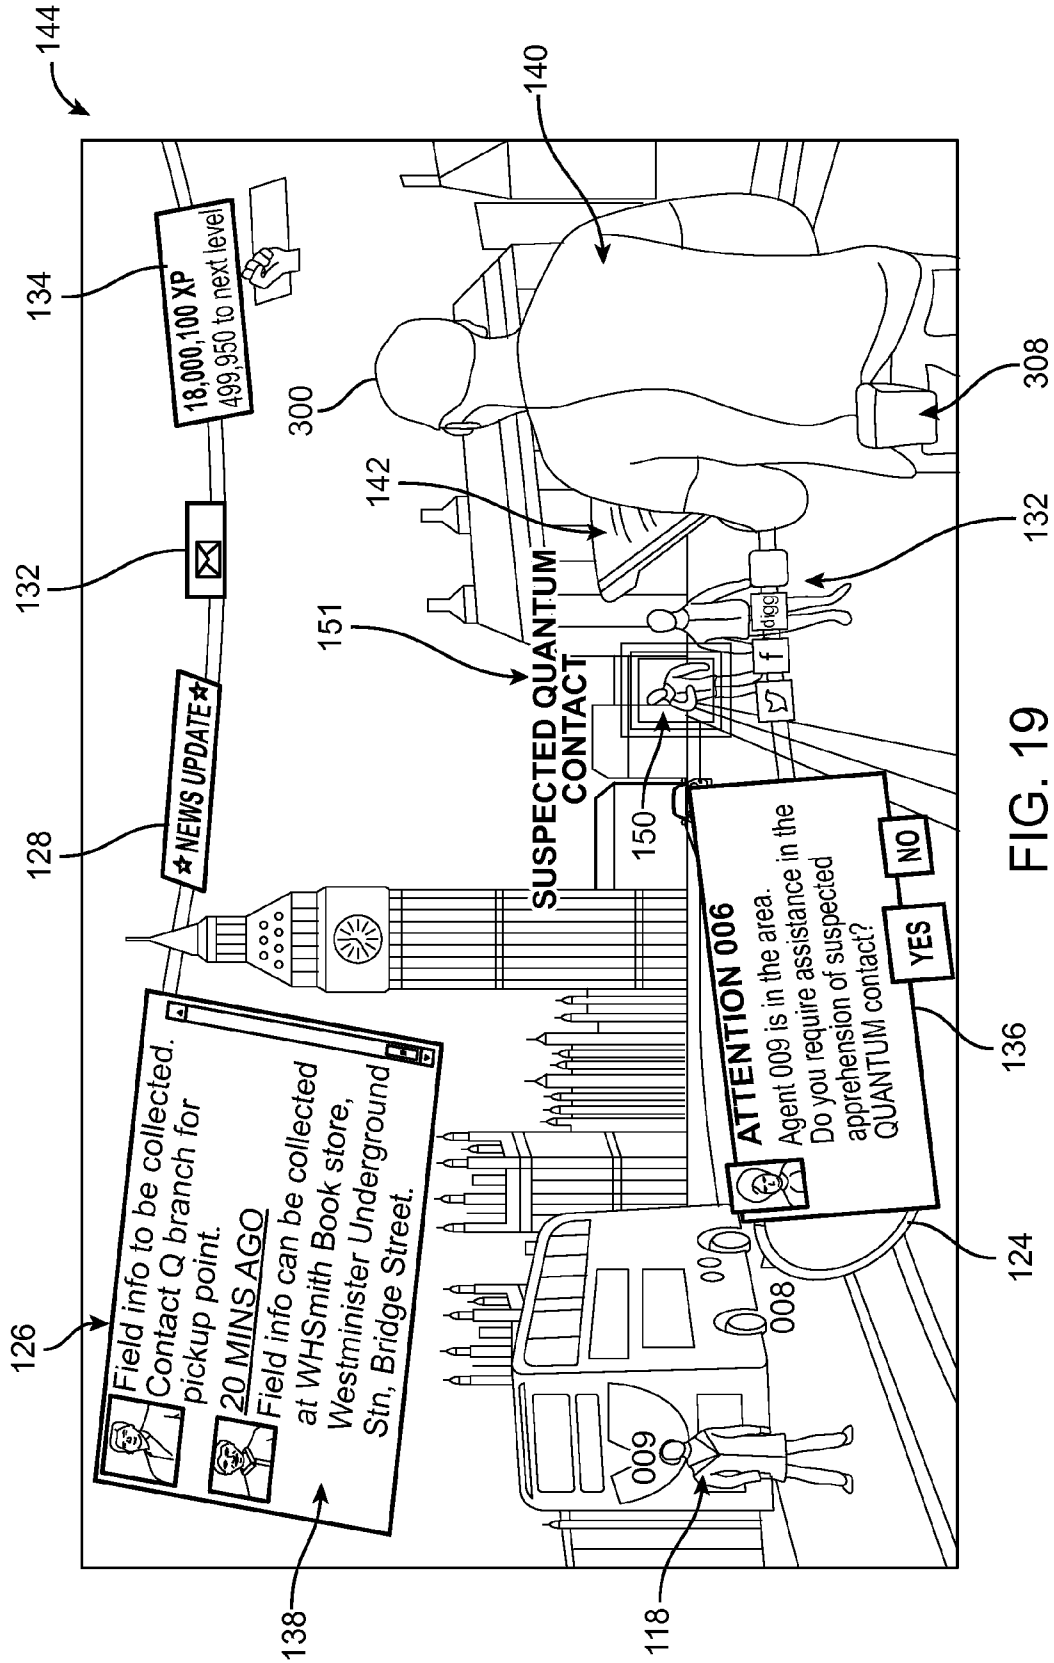 144
126
128
132
134
138
Field info to be collected.
Contact Q branch for
pickup point.
20 MINS AGO
Field info can be collected
at WHSmith Book store,
Westminister Underground
Stn, Bridge Street.
★ NEWS UPDATE ★
18,000,100 XP
499,950 to next level
300
140
151
142
SUSPECTED QUANTUM
CONTACT
150
009
008
118
ATTENTION 006
Agent 009 is in the area.
Do you require assistance in the
apprehension of suspected
QUANTUM contact?
YES
NO
f
digg
124
136
132
308
FIG. 19